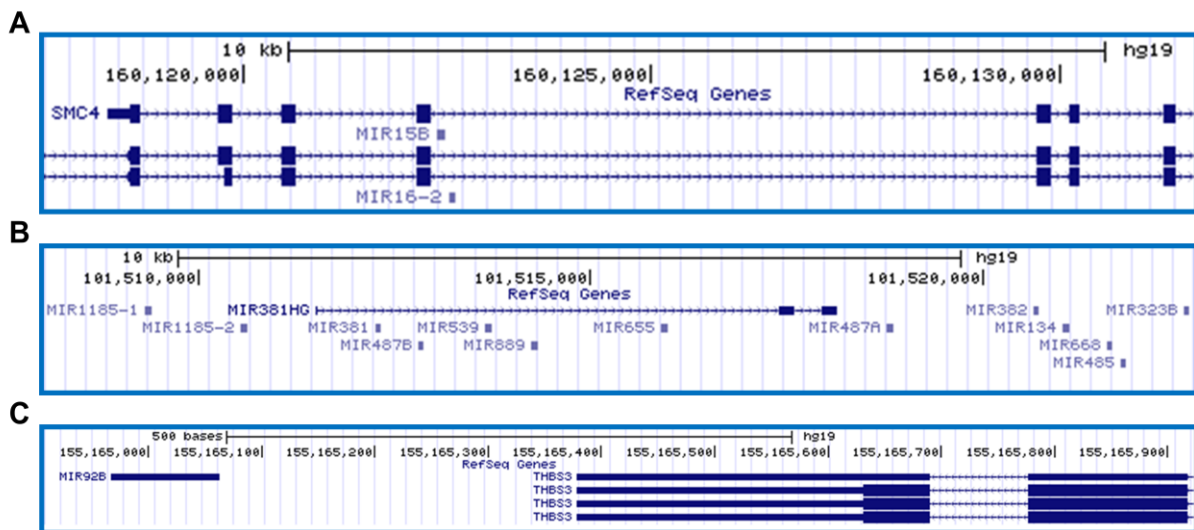 A
10 kb hg19
160,120,000 160,125,000 160,130,000
RefSeq Genes
SMC4
MIR15B
MIR16-2
B
10 kb hg19
101,510,000 101,515,000 101,520,000
RefSeq Genes
MIR1185-1 MIR381HG MIR382 MIR323B
MIR1185-2 MIR381 MIR539 MIR655 MIR487A MIR134
MIR487B MIR889 MIR668
MIR485
C
500 bases hg19
155,165,000 155,165,100 155,165,200 155,165,300 155,165,400 155,165,500 155,165,600 155,165,700 155,165,800 155,165,900
RefSeq Genes
MIR92B THBS3
THBS3
THBS3
THBS3